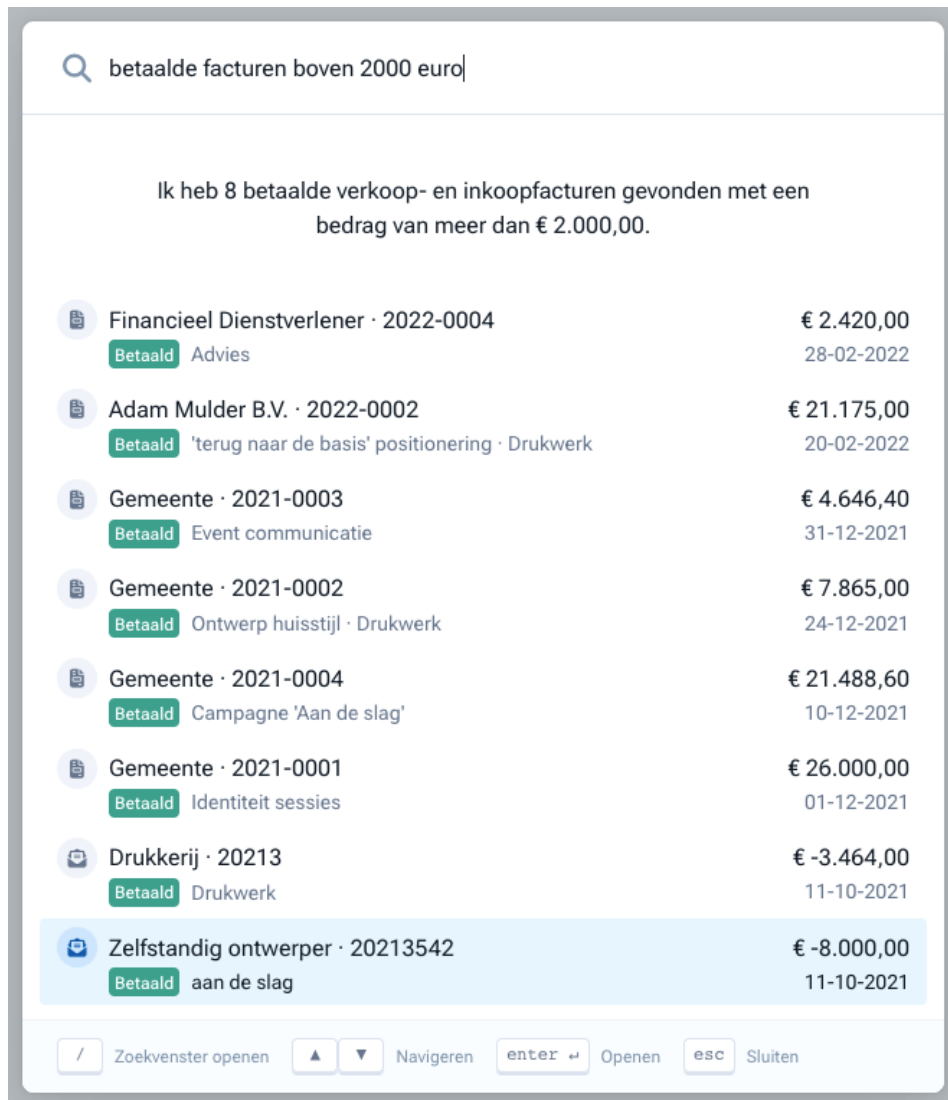 betaalde facturen boven 2000 euro
Ik heb 8 betaalde verkoop- en inkoopfacturen gevonden met een
bedrag van meer dan € 2.000,00.
Financieel Dienstverlener · 2022-0004 € 2.420,00
Betaald Advies 28-02-2022
Adam Mulder B.V. · 2022-0002 € 21.175,00
Betaald 'terug naar de basis' positionering · Drukwerk 20-02-2022
Gemeente · 2021-0003 € 4.646,40
Betaald Event communicatie 31-12-2021
Gemeente · 2021-0002 € 7.865,00
Betaald Ontwerp huisstijl · Drukwerk 24-12-2021
Gemeente · 2021-0004 € 21.488,60
Betaald Campagne 'Aan de slag' 10-12-2021
Gemeente · 2021-0001 € 26.000,00
Betaald Identiteit sessies 01-12-2021
Drukkerij · 20213 € -3.464,00
Betaald Drukwerk 11-10-2021
Zelfstandig ontwerper · 20213542 € -8.000,00
Betaald aan de slag 11-10-2021
/ Zoekvenster openen ▲ ▼ Navigeren enter ↵ Openen esc Sluiten